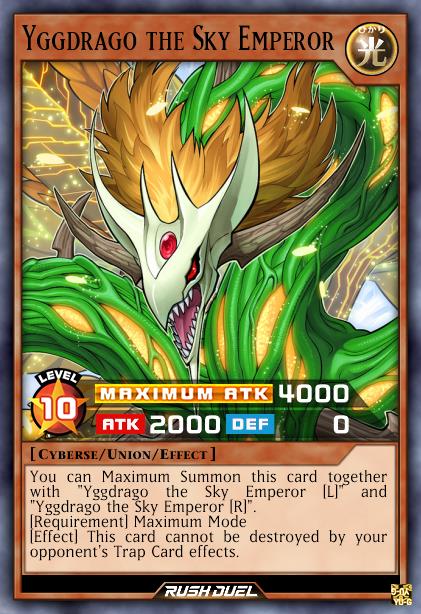 Yggdrago the Sky Emperor
ひかり
光
LEVEL
10
MAXIMUM ATK 4000
ATK 2000 DEF 0
[Cyberse/Union/Effect]
You can Maximum Summon this card together
with "Yggdrago the Sky Emperor [L]" and
"Yggdrago the Sky Emperor [R]".
[Requirement] Maximum Mode
[Effect] This card cannot be destroyed by your
opponent's Trap Card effects.
RUSH DUEL